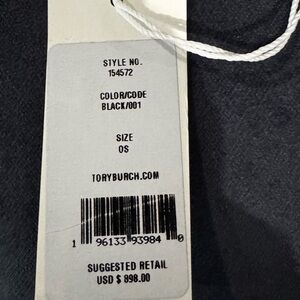 STYLE NO.
154572
COLOR/CODE
BLACK/001
SIZE
OS
TORYBURCH.COM
1 96133 93984 0
SUGGESTED RETAIL
USD $ 898.00